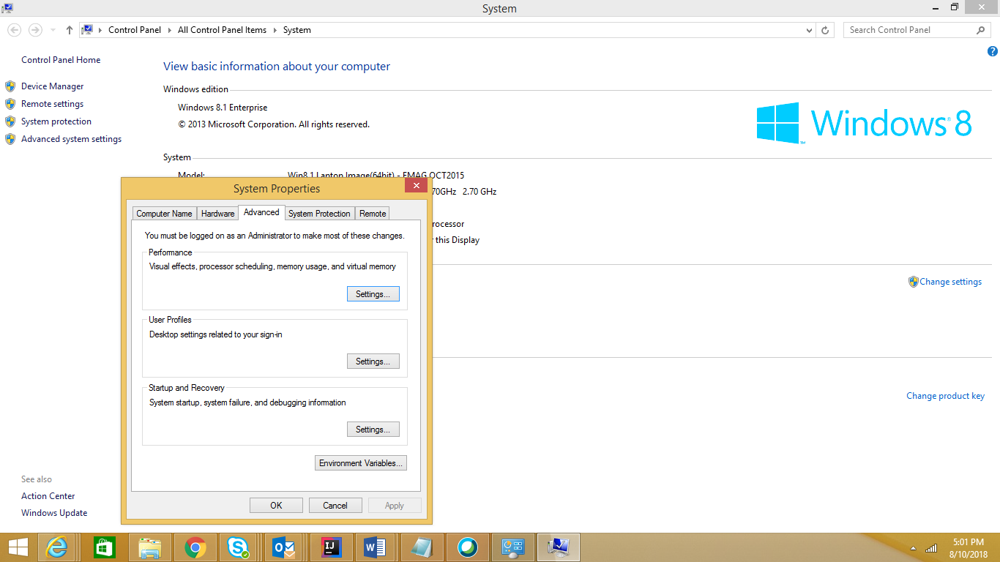 System
Control Panel
All Control Panel Items
System
Search Control Panel
Control Panel Home
Device Manager
Remote settings
System protection
Advanced system settings
View basic information about your computer
Windows edition
Windows 8.1 Enterprise
© 2013 Microsoft Corporation. All rights reserved.
Windows 8
System
Model: Win8.1 Laptop Image(64bit) - EMAG OCT2015
70GHz 2.70 GHz
this Display
Change settings
Change product key
System Properties
Computer Name
Hardware
Advanced
System Protection
Remote
You must be logged on as an Administrator to make most of these changes.
Performance
Visual effects, processor scheduling, memory usage, and virtual memory
Settings...
User Profiles
Desktop settings related to your sign-in
Settings...
Startup and Recovery
System startup, system failure, and debugging information
Settings...
Environment Variables...
OK
Cancel
Apply
See also
Action Center
Windows Update
5:01 PM
8/10/2018